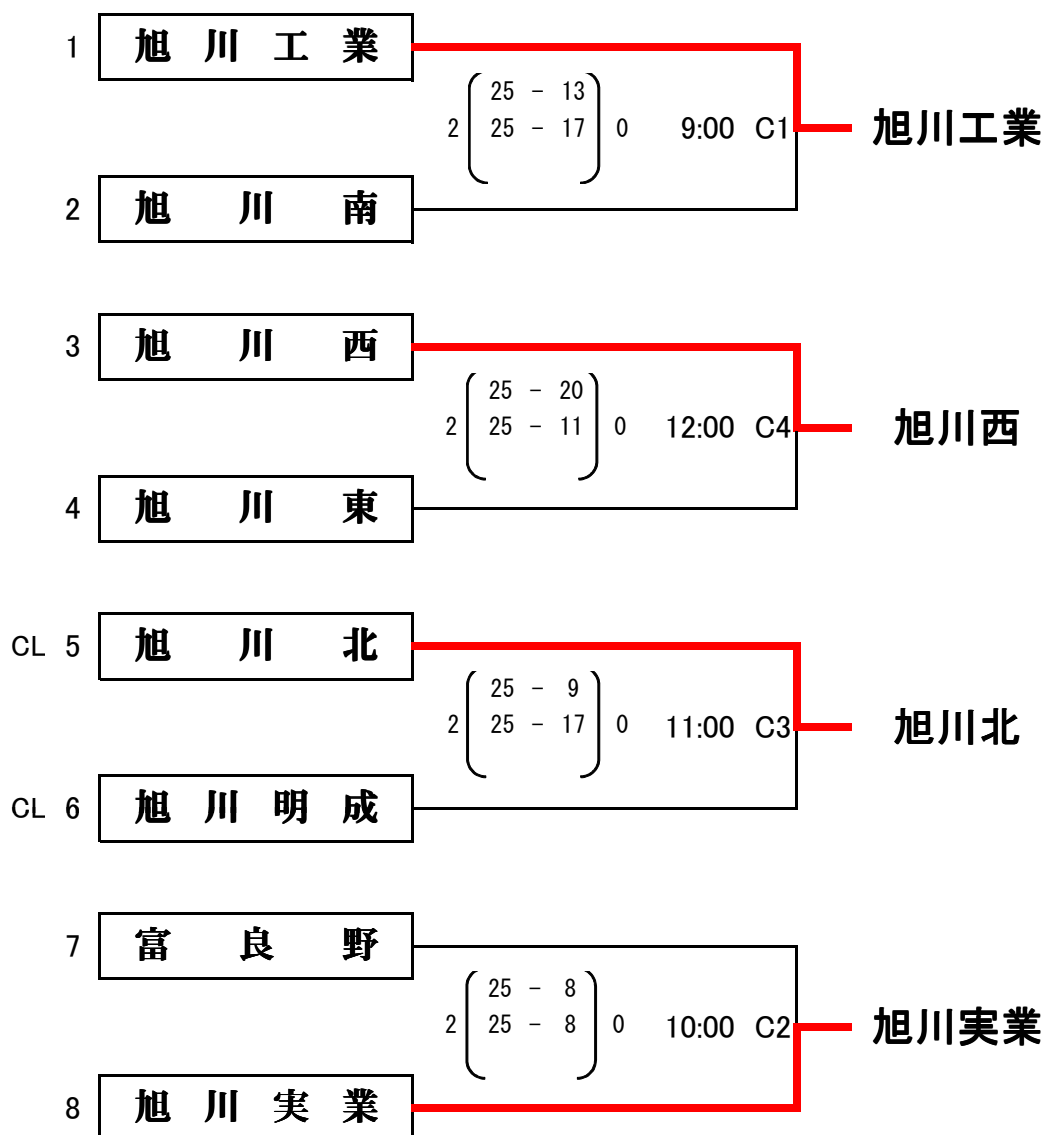 1 旭川工業
25 - 13
2 25 - 17 0 9:00 C1 旭川工業
2 旭川南
3 旭川西
25 - 20
2 25 - 11 0 12:00 C4 旭川西
4 旭川東
CL 5 旭川北
25 - 9
2 25 - 17 0 11:00 C3 旭川北
CL 6 旭川明成
7 富良野
25 - 8
2 25 - 8 0 10:00 C2 旭川実業
8 旭川実業